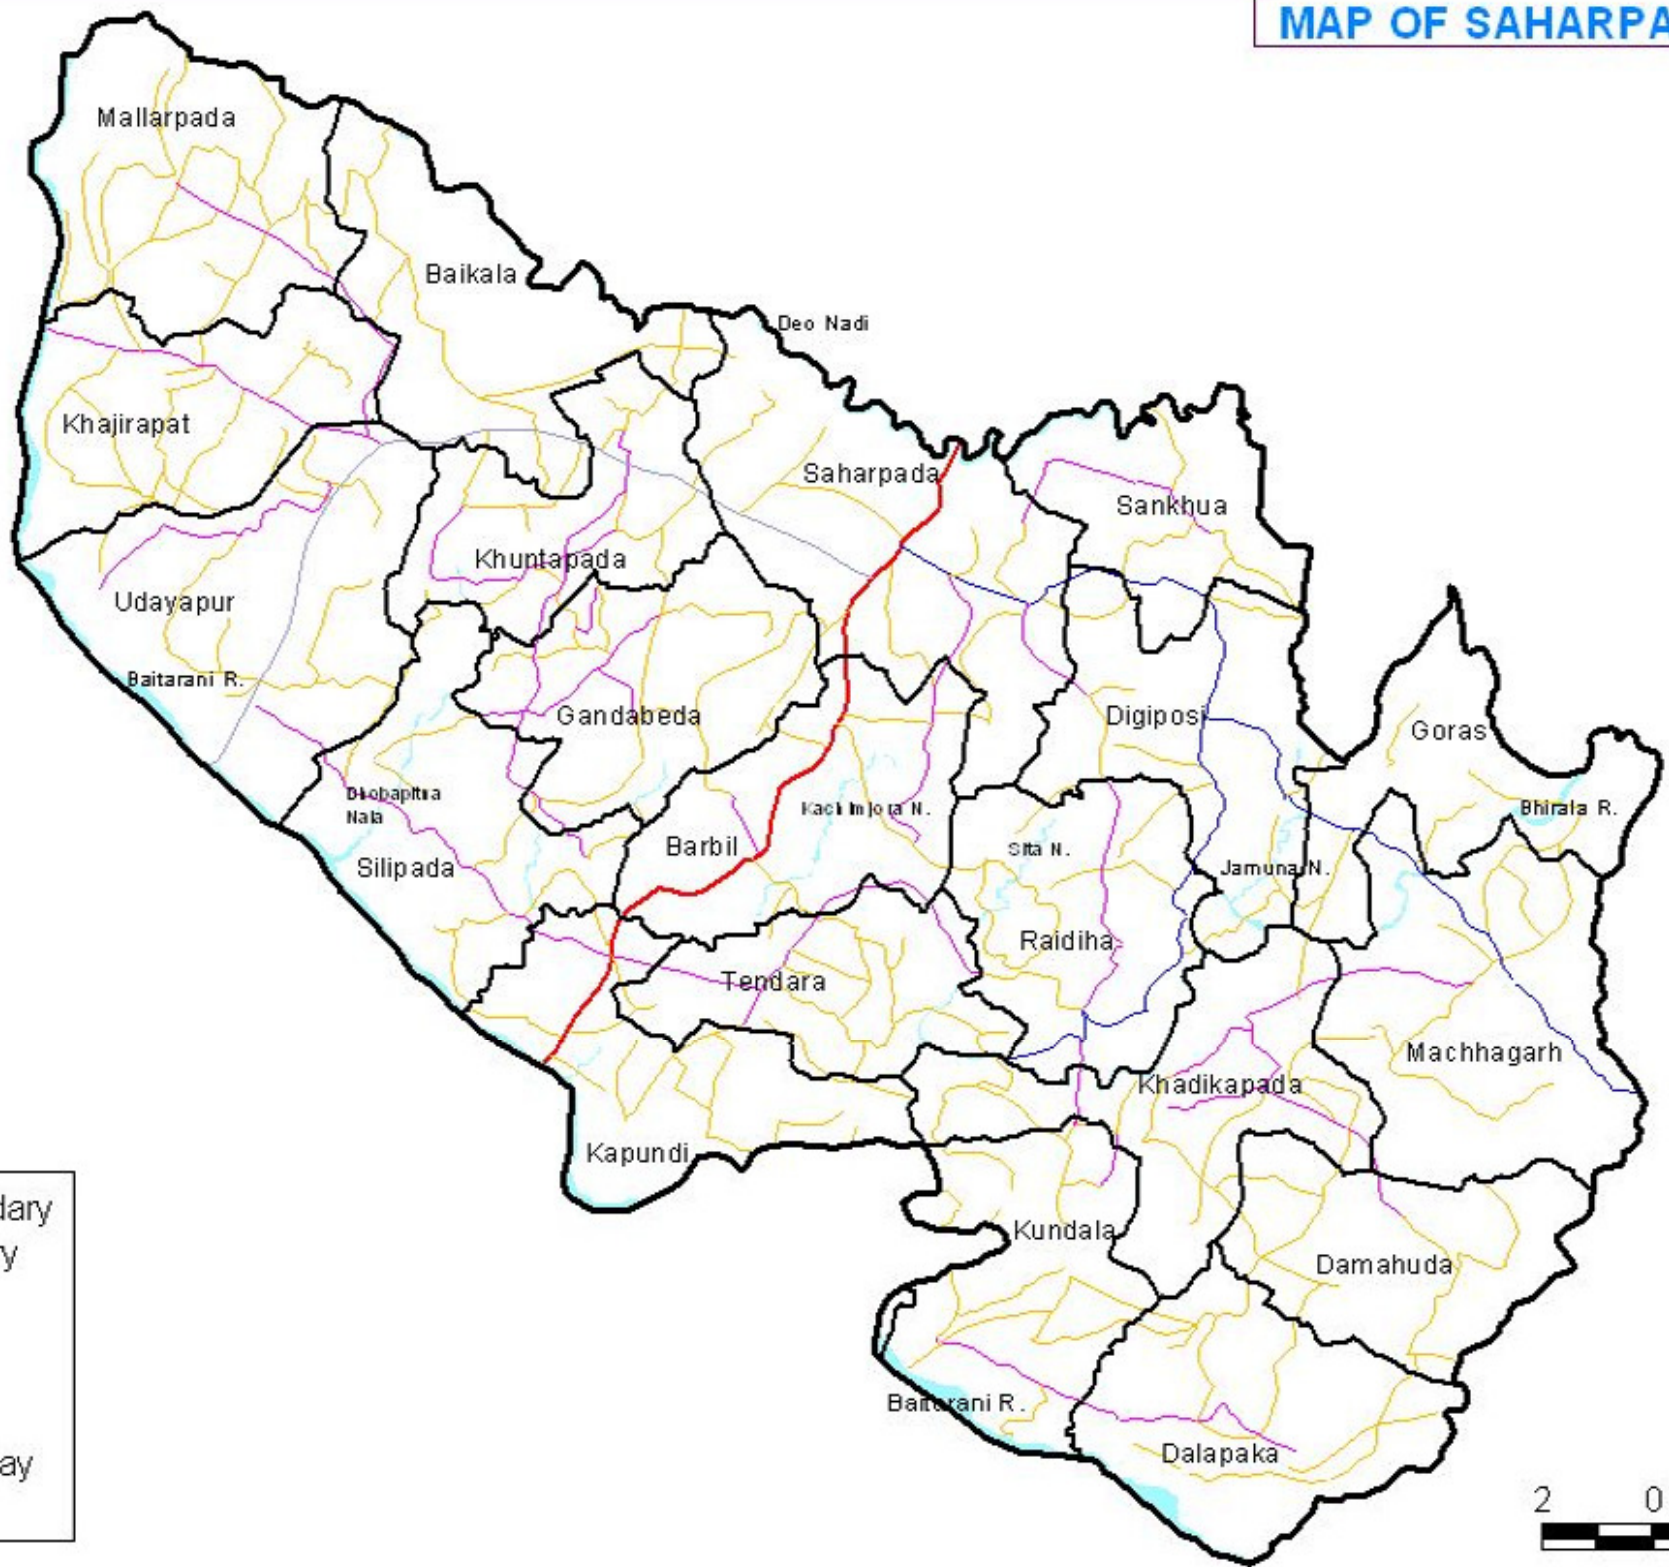 MAP OF SAHARPA
Mallarpada
Baikala
Deo Nadi
Khajirapat
Saharpada
Sankhua
Khuntapada
Udayapur
Baitarani R.
Gandabeda
Digiposi
Goras
Nala
Bhirala R.
Barbil
Sita N.
Silipada
Jamuna N.
Raidiha
Tendara
Machhagarh
Khadikapada
Kapundi
dary
y
Kundala
Damahuda
Baitarani R.
Dalapaka
ay
2 0